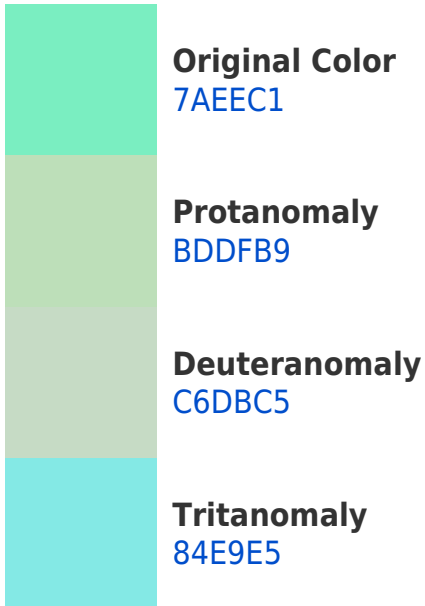 Original Color
7AEEC1
Protanomaly
BDDFB9
Deuteranomaly
C6DBC5
Tritanomaly
84E9E5